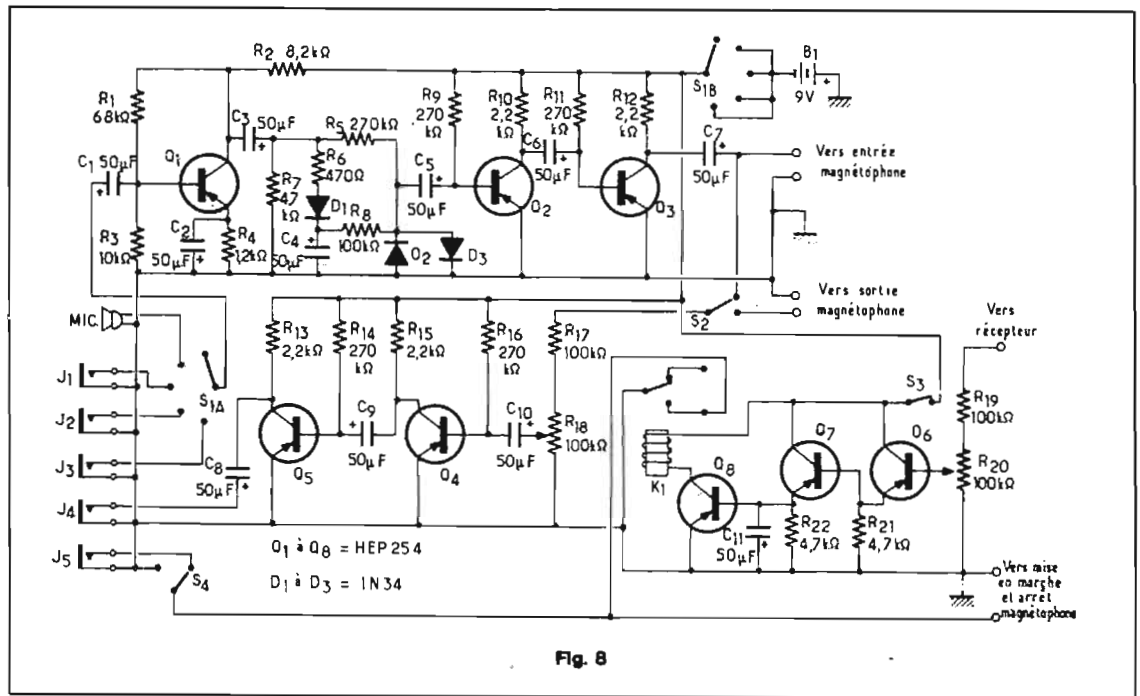 R2 8,2kΩ
R1
68kΩ
C1 50µF
C3 50µF
Q1
R3
10kΩ
C2
50µF
R4
1,2kΩ
R5 270kΩ
R6
470Ω
R7
47
kΩ
D1
R8
100kΩ
C4
50µF
D2
D3
C5
50µF
R9
270
kΩ
R10
2,2
kΩ
C6
50µF
Q2
R11
270
kΩ
R12
2,2
kΩ
Q3
C7
50µF
S1B
B1
9V
Vers entrée
magnétophone
Vers sortie
magnétophone
S2
Vers
récepteur
MIC.
J1
J2
J3
J4
J5
S1A
S4
C8
50µF
R13
2,2kΩ
R14
270
kΩ
R15
2,2kΩ
R16
270
kΩ
R17
100kΩ
R18
100kΩ
C9
50µF
C10
50µF
Q5
Q4
K1
Q8
Q7
Q6
S3
R19
100kΩ
R20
100kΩ
C11
50µF
R22
4,7kΩ
R21
4,7kΩ
Q1 à Q8 = HEP 254
D1 à D3 = 1N34
Vers mise
en marche
et arret
magnétophone
Fig. 8